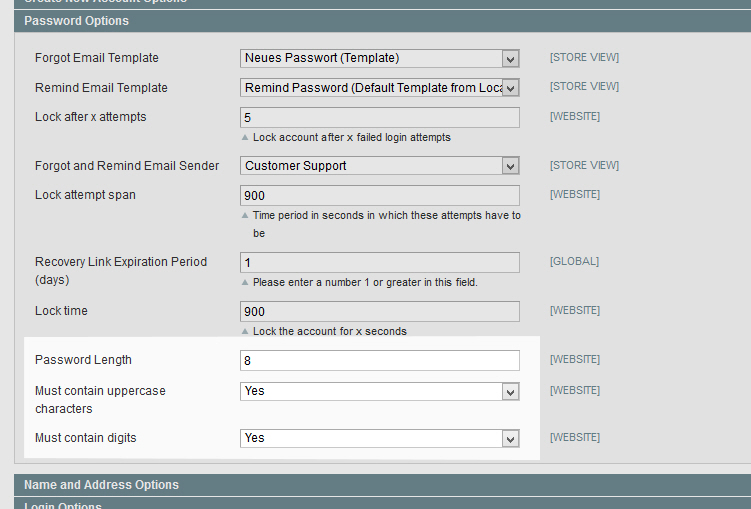 Create New Account Options
Password Options
Forgot Email Template Neues Passwort (Template) [STORE VIEW]
Remind Email Template Remind Password (Default Template from Loca [STORE VIEW]
Lock after x attempts 5 [WEBSITE]
▲ Lock account after x failed login attempts
Forgot and Remind Email Sender Customer Support [STORE VIEW]
Lock attempt span 900 [WEBSITE]
▲ Time period in seconds in which these attempts have to
be
Recovery Link Expiration Period 1 [GLOBAL]
(days)
▲ Please enter a number 1 or greater in this field.
Lock time 900 [WEBSITE]
▲ Lock the account for x seconds
Password Length 8 [WEBSITE]
Must contain uppercase Yes [WEBSITE]
characters
Must contain digits Yes [WEBSITE]
Name and Address Options
Login Options